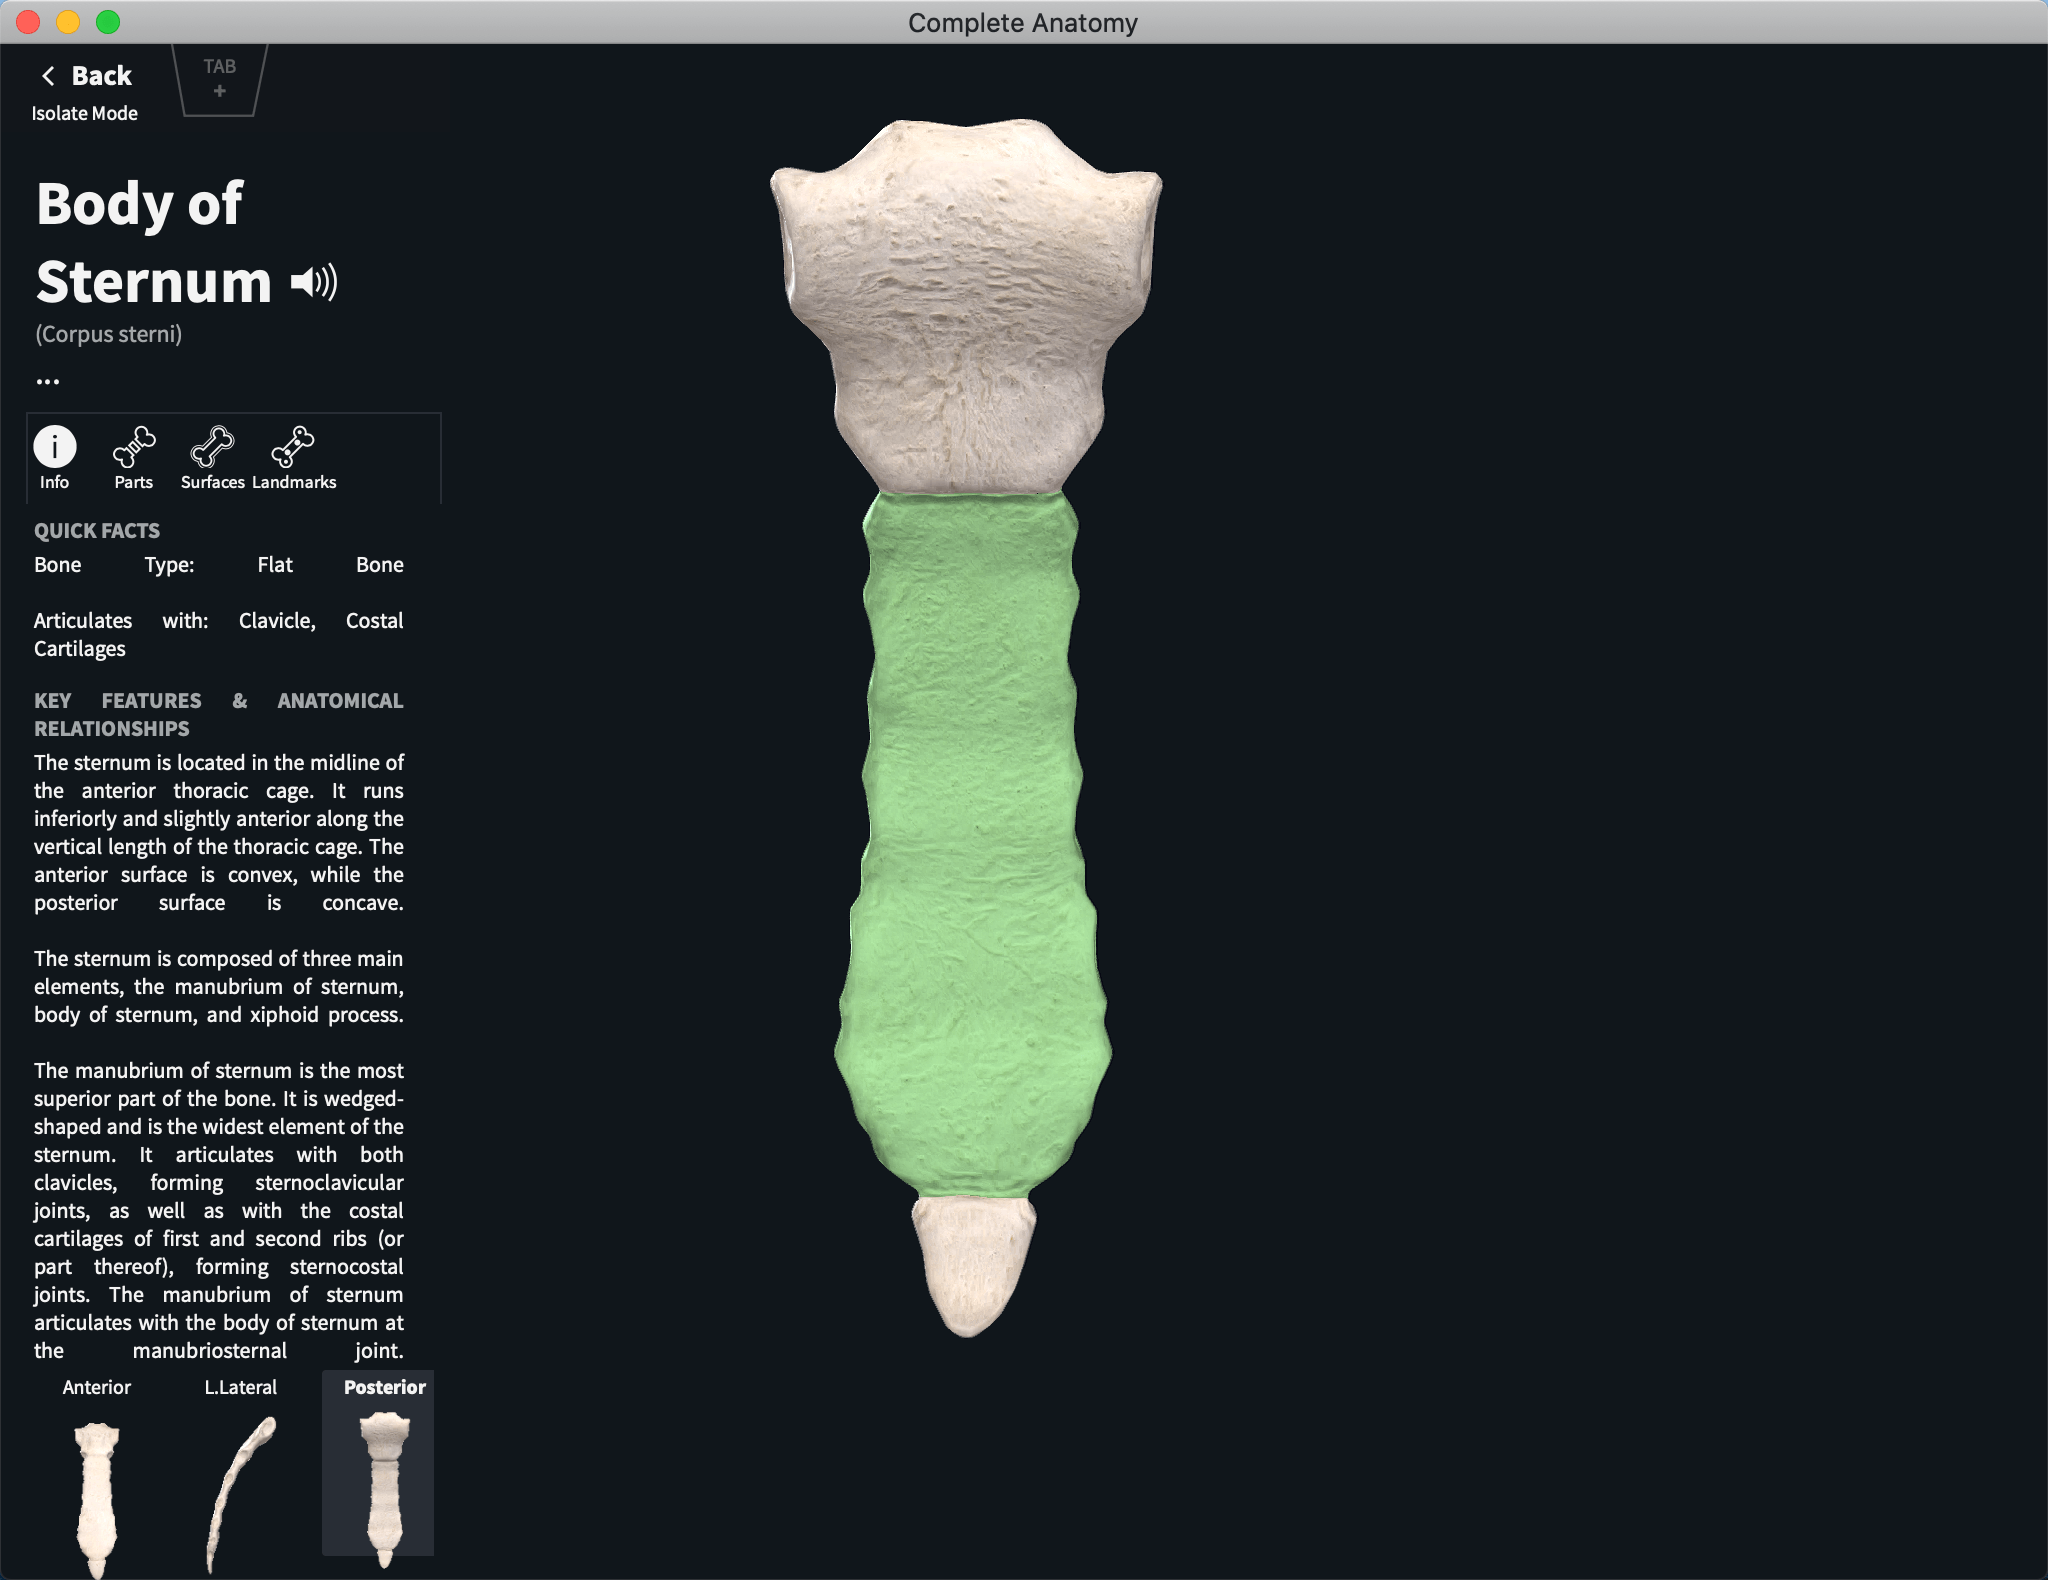 Complete Anatomy
Back
Isolate Mode
TAB
+
Body of
Sternum
(Corpus sterni)
...
i
Info
Parts
Surfaces
Landmarks
QUICK FACTS
Bone Type: Flat Bone
Articulates with: Clavicle, Costal
Cartilages
KEY FEATURES & ANATOMICAL
RELATIONSHIPS
The sternum is located in the midline of
the anterior thoracic cage. It runs
inferiorly and slightly anterior along the
vertical length of the thoracic cage. The
anterior surface is convex, while the
posterior surface is concave.
The sternum is composed of three main
elements, the manubrium of sternum,
body of sternum, and xiphoid process.
The manubrium of sternum is the most
superior part of the bone. It is wedged-
shaped and is the widest element of the
sternum. It articulates with both
clavicles, forming sternoclavicular
joints, as well as with the costal
cartilages of first and second ribs (or
part thereof), forming sternocostal
joints. The manubrium of sternum
articulates with the body of sternum at
the manubriosternal joint.
Anterior
L.Lateral
Posterior